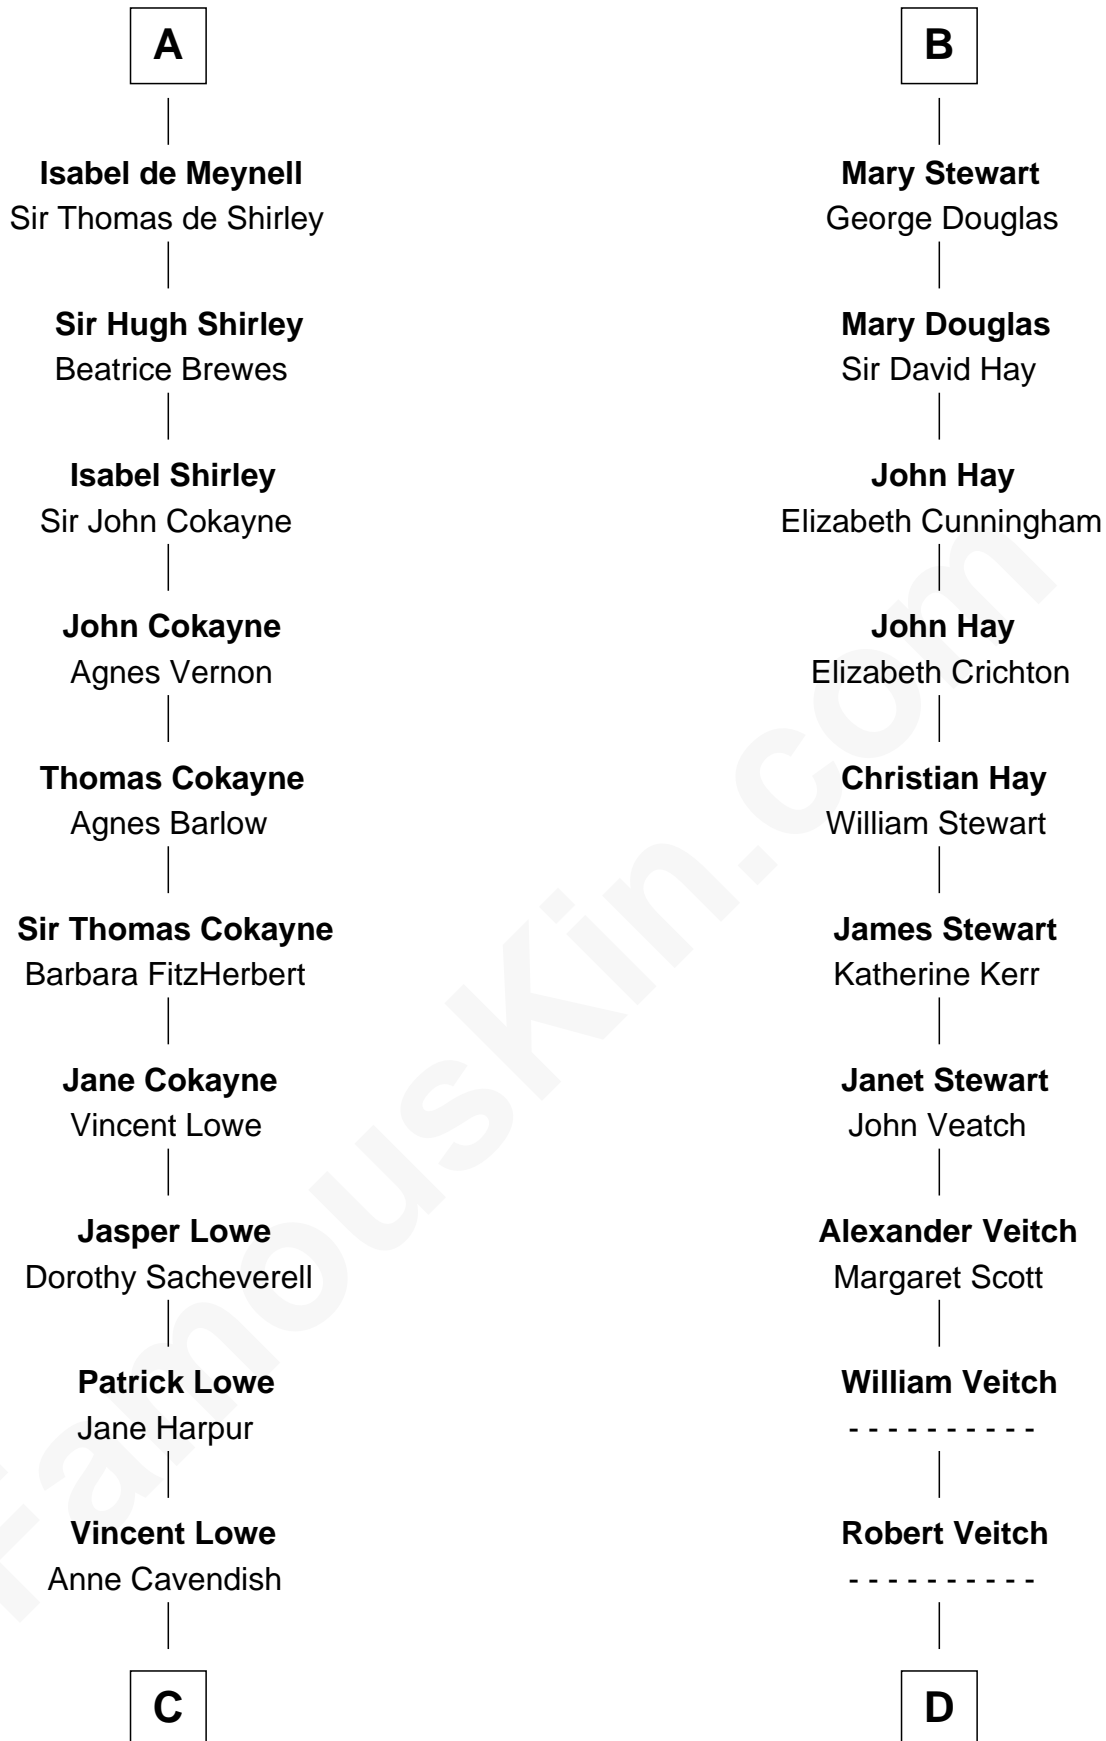 A
Isabel de Meynell
Sir Thomas de Shirley
Sir Hugh Shirley
Beatrice Brewes
Isabel Shirley
Sir John Cokayne
John Cokayne
Agnes Vernon
Thomas Cokayne
Agnes Barlow
Sir Thomas Cokayne
Barbara FitzHerbert
Jane Cokayne
Vincent Lowe
Jasper Lowe
Dorothy Sacheverell
Patrick Lowe
Jane Harpur
Vincent Lowe
Anne Cavendish
C
B
Mary Stewart
George Douglas
Mary Douglas
Sir David Hay
John Hay
Elizabeth Cunningham
John Hay
Elizabeth Crichton
Christian Hay
William Stewart
James Stewart
Katherine Kerr
Janet Stewart
John Veatch
Alexander Veitch
Margaret Scott
William Veitch
- - - - - - - - - -
Robert Veitch
- - - - - - - - - -
D
FamousKin.com